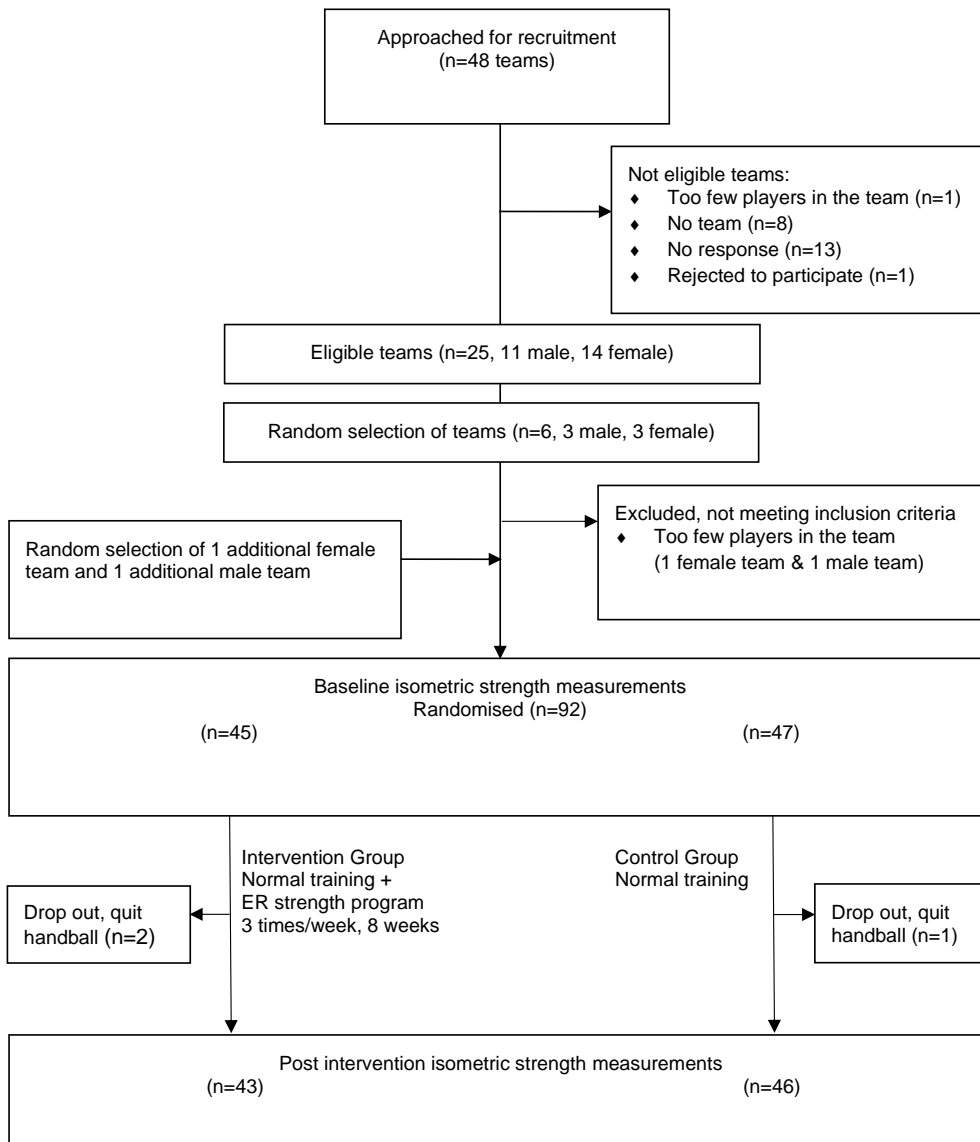 Approached for recruitment
(n=48 teams)
Not eligible teams:
♦ Too few players in the team (n=1)
♦ No team (n=8)
♦ No response (n=13)
♦ Rejected to participate (n=1)
Eligible teams (n=25, 11 male, 14 female)
Random selection of teams (n=6, 3 male, 3 female)
Excluded, not meeting inclusion criteria
♦ Too few players in the team
(1 female team & 1 male team)
Random selection of 1 additional female
team and 1 additional male team
Baseline isometric strength measurements
Randomised (n=92)
(n=45) (n=47)
Intervention Group
Normal training +
ER strength program
3 times/week, 8 weeks
Control Group
Normal training
Drop out, quit
handball (n=2)
Drop out, quit
handball (n=1)
Post intervention isometric strength measurements
(n=43) (n=46)